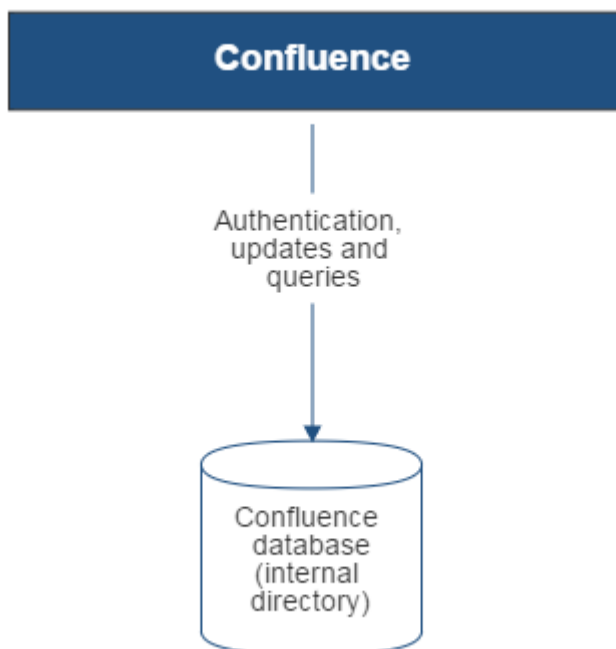 Confluence
Authentication,
updates and
queries
Confluence
database
(internal
directory)